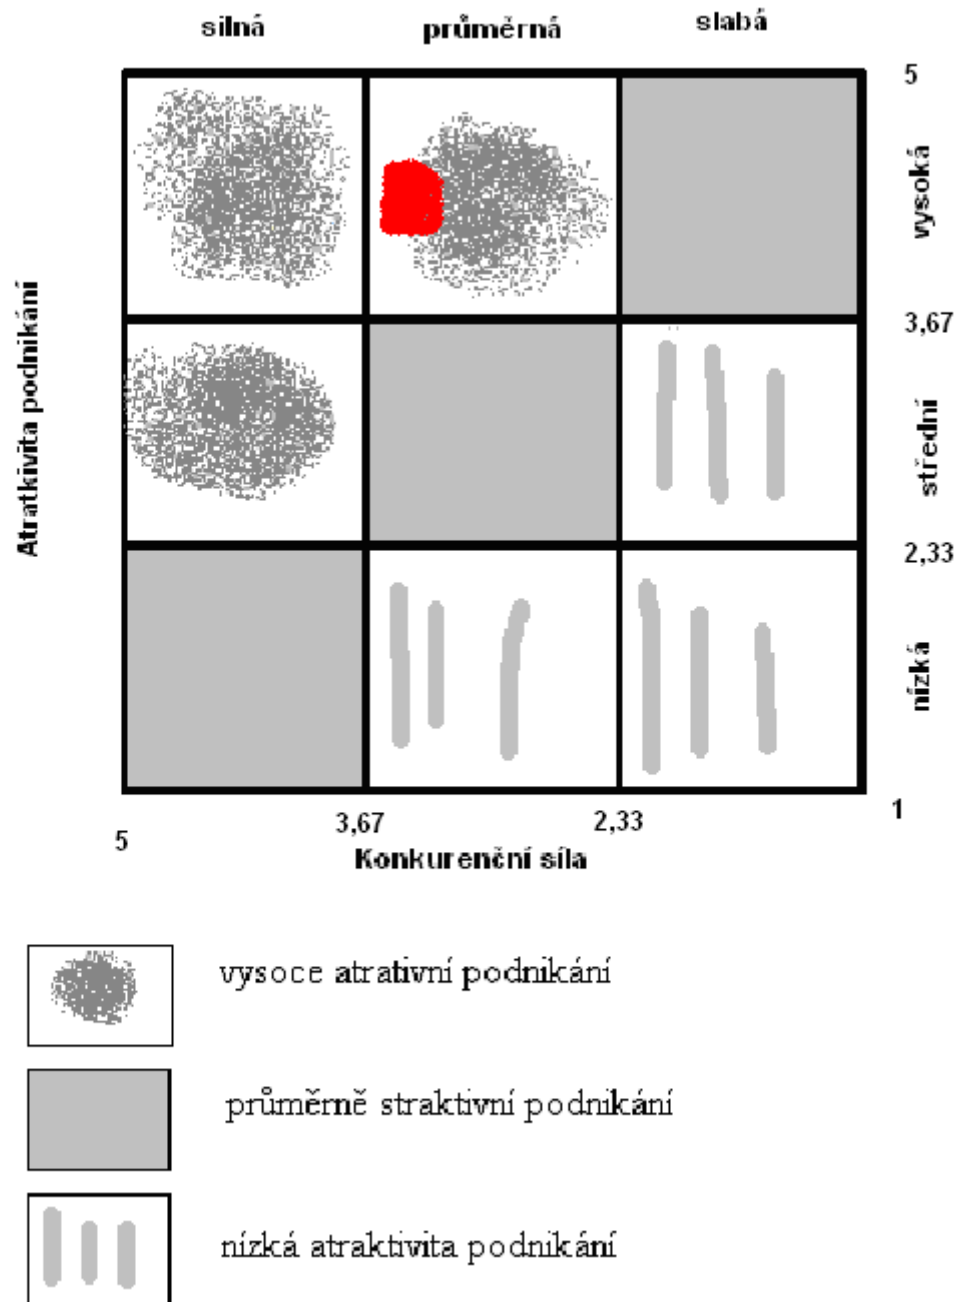 silná průměrná slabá
5
vysoká
Atratkivita podnikání
3,67
střední
2,33
nízká
1
5 3,67 2,33
Konkurenční síla
vysoce atrativní podnikání
průměrně straktivní podnikání
nízká atraktivita podnikání